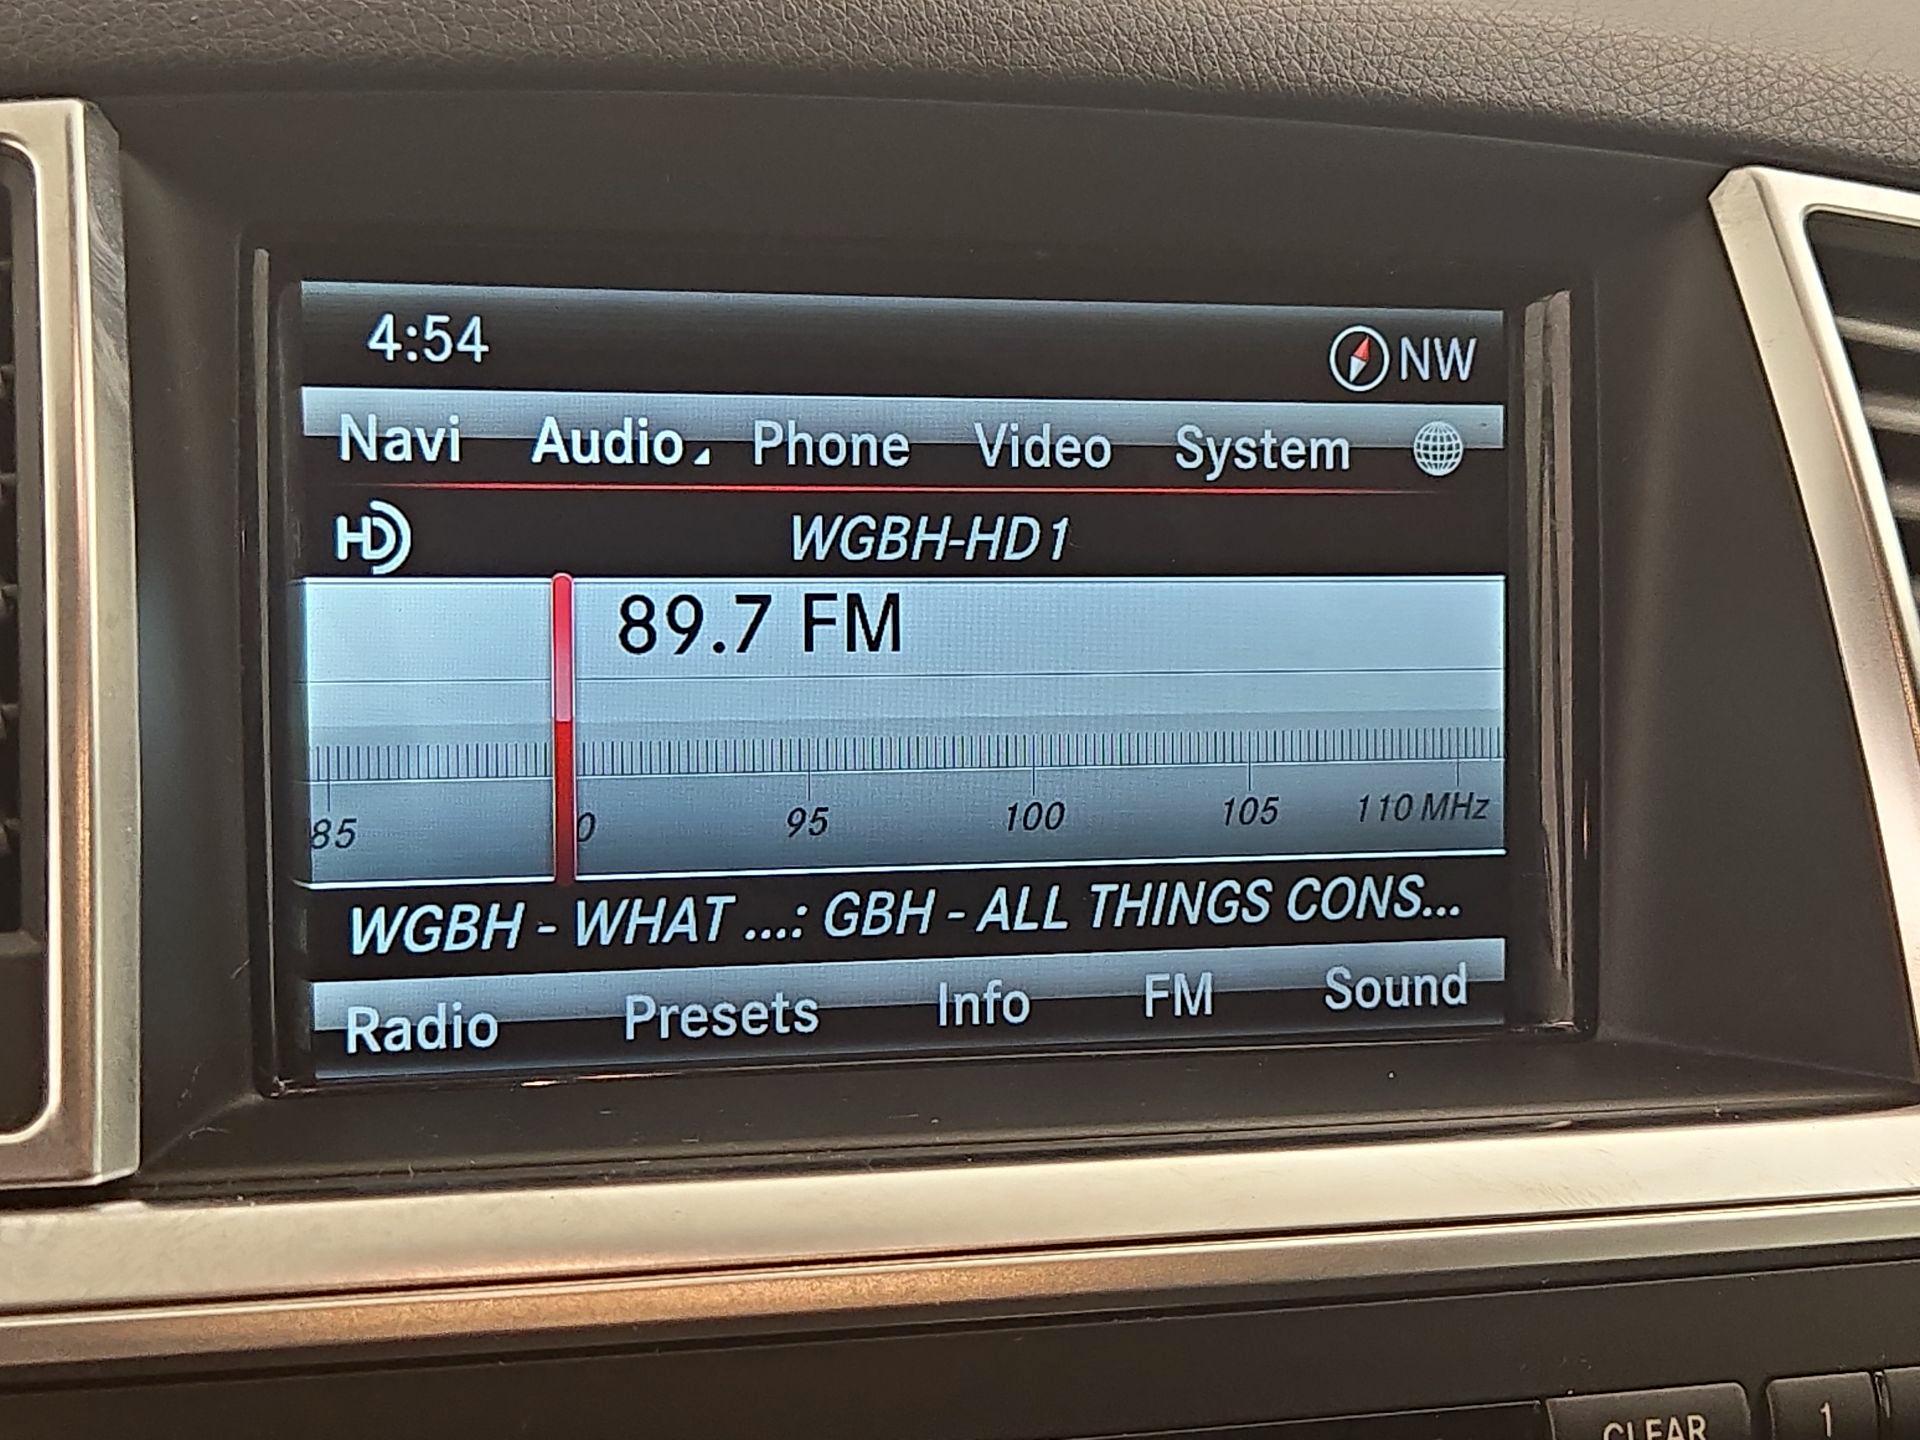 4:54 NW
Navi Audio Phone Video System
HD WGBH-HD1
89.7 FM
85 0 95 100 105 110 MHz
WGBH - WHAT ...: GBH - ALL THINGS CONS...
Radio Presets Info FM Sound
CLEAR 1